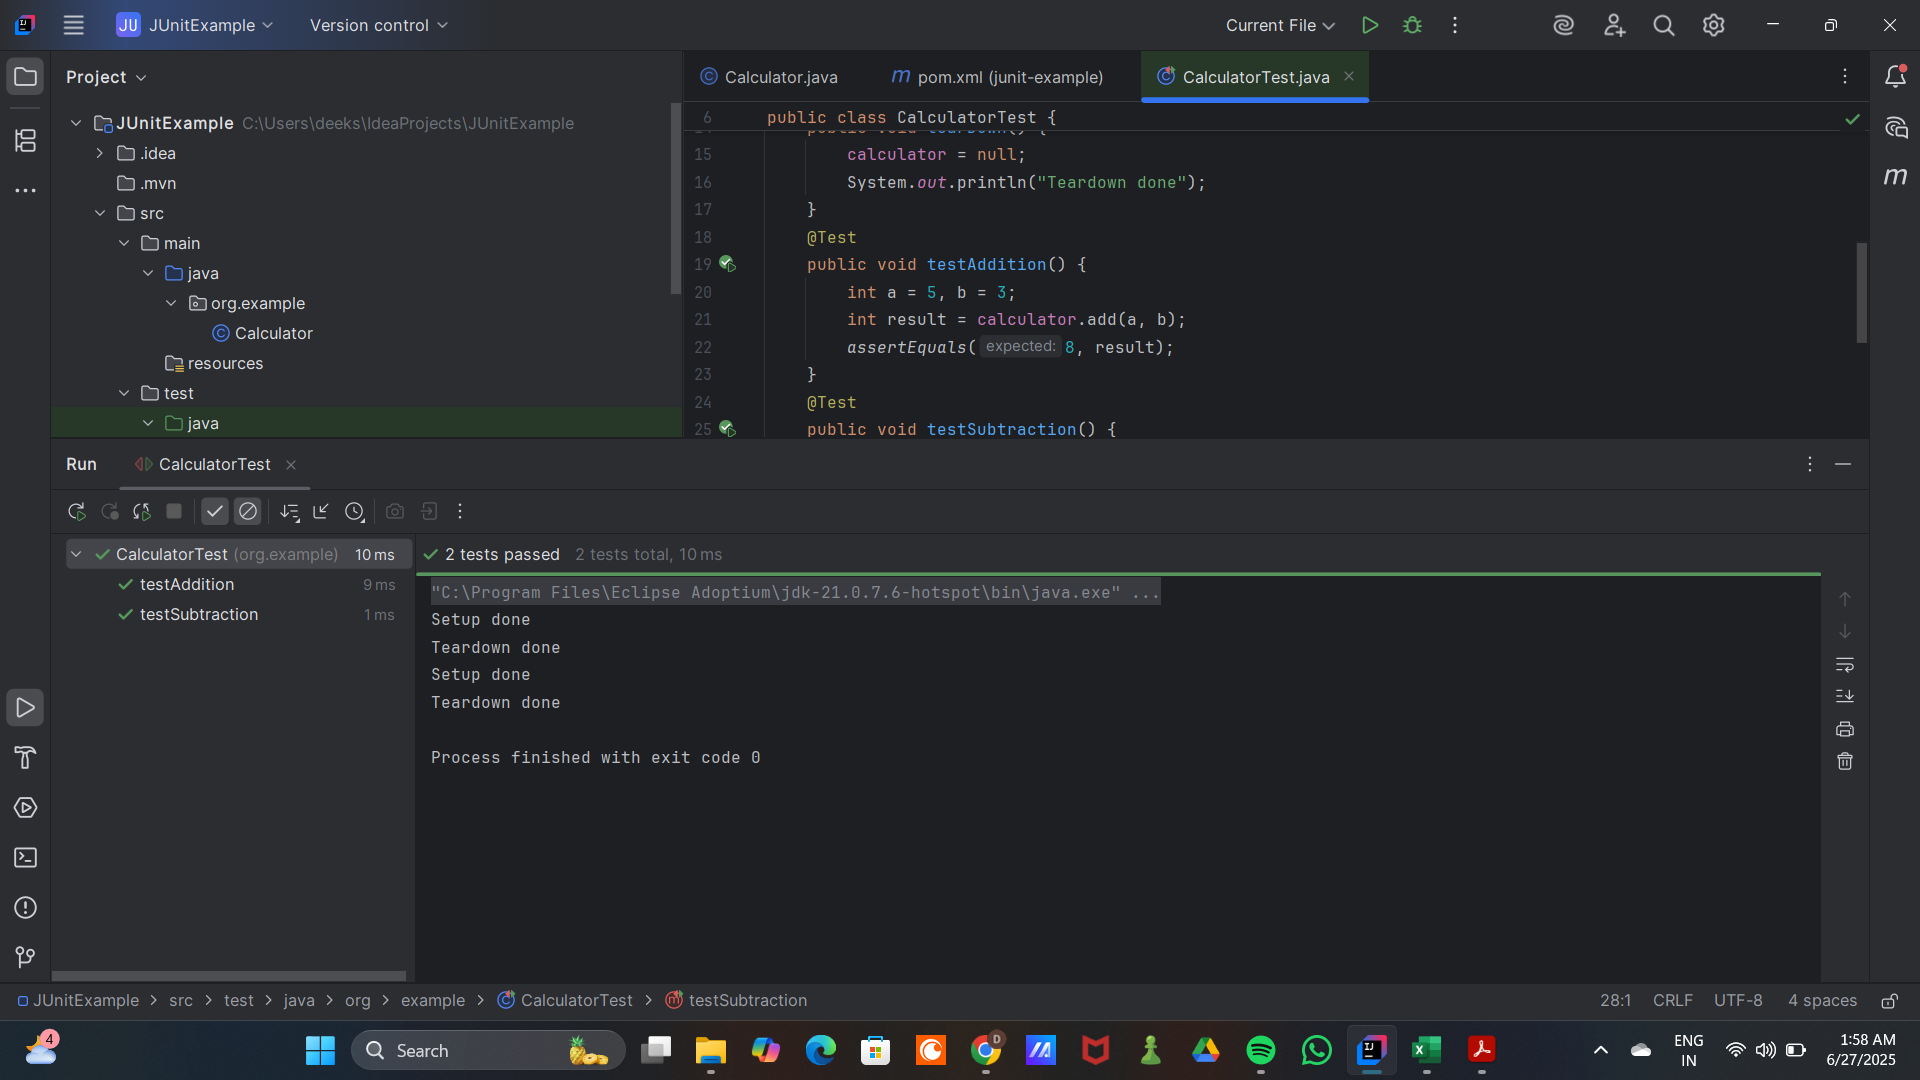 JU JUnitExample Version control Current File
Project
JUnitExample C:\Users\deeks\IdeaProjects\JUnitExample
.idea
.mvn
src
main
java
org.example
Calculator
resources
test
java
Calculator.java pom.xml (junit-example) CalculatorTest.java
6 public class CalculatorTest {
15 calculator = null;
16 System.out.println("Teardown done");
17 }
18 @Test
19 public void testAddition() {
20 int a = 5, b = 3;
21 int result = calculator.add(a, b);
22 assertEquals( expected: 8, result);
23 }
24 @Test
25 public void testSubtraction() {
Run CalculatorTest
CalculatorTest (org.example) 10 ms
testAddition 9 ms
testSubtraction 1 ms
2 tests passed 2 tests total, 10 ms
"C:\Program Files\Eclipse Adoptium\jdk-21.0.7.6-hotspot\bin\java.exe" ...
Setup done
Teardown done
Setup done
Teardown done
Process finished with exit code 0
JUnitExample > src > test > java > org > example > CalculatorTest > testSubtraction 28:1 CRLF UTF-8 4 spaces
4 Search D ENG 1:58 AM
IN 6/27/2025